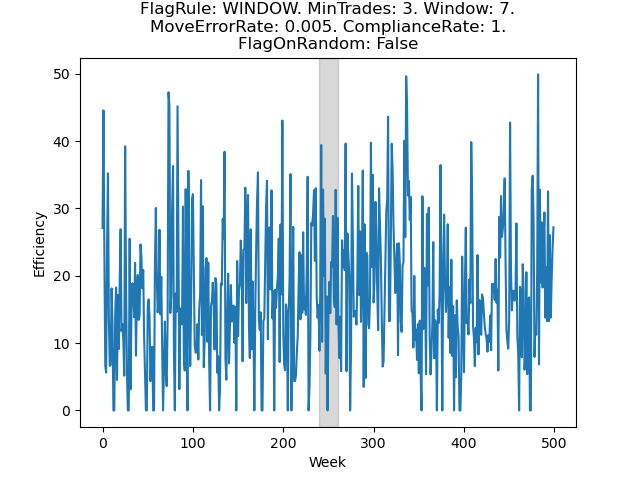 FlagRule: WINDOW. MinTrades: 3. Window: 7.
MoveErrorRate: 0.005. ComplianceRate: 1.
FlagOnRandom: False
50
40
30
20
10
0
Efficiency
0 100 200 300 400 500
Week